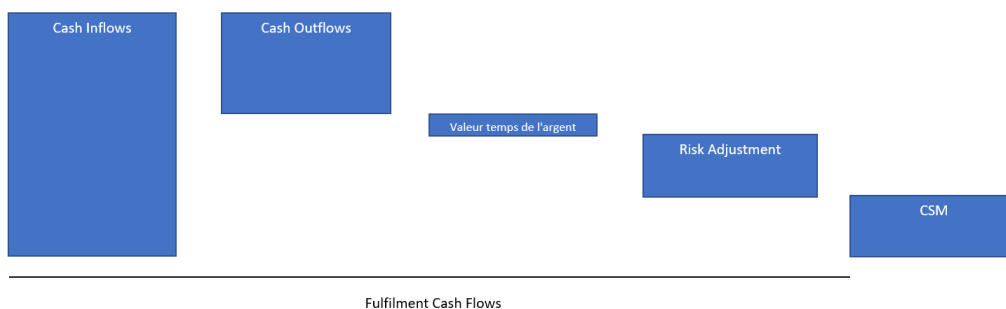 Cash Inflows
Cash Outflows
Valeur temps de l'argent
Risk Adjustment
CSM
Fulfilment Cash Flows